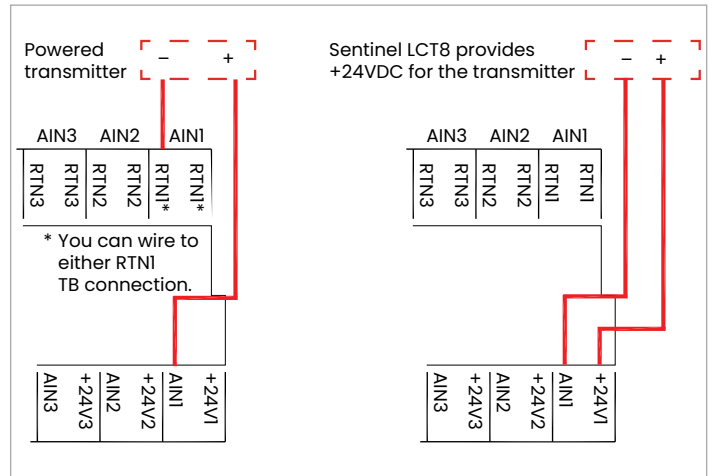 Powered
transmitter
− +
AIN3 AIN2 AIN1
RTN3 RTN3 RTN2 RTN2 RTN1* RTN1*
* You can wire to
either RTN1
TB connection.
AIN3 +24V3 AIN2 +24V2 AIN1 +24V1
Sentinel LCT8 provides
+24VDC for the transmitter
− +
AIN3 AIN2 AIN1
RTN3 RTN3 RTN2 RTN2 RTN1 RTN1
AIN3 +24V3 AIN2 +24V2 AIN1 +24V1